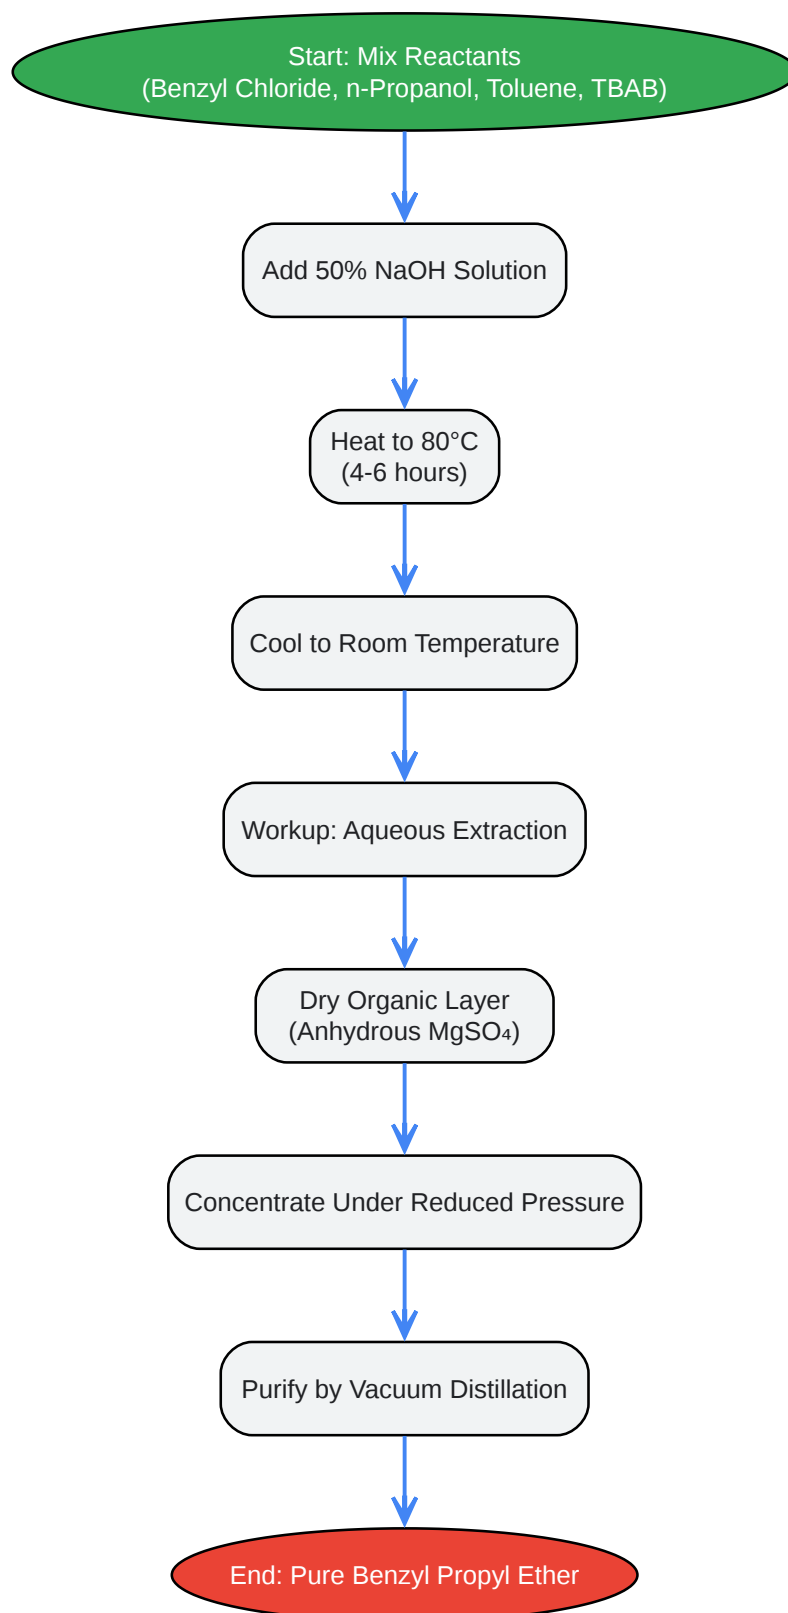 Start: Mix Reactants
(Benzyl Chloride, n-Propanol, Toluene, TBAB)
Add 50% NaOH Solution
Heat to 80°C
(4-6 hours)
Cool to Room Temperature
Workup: Aqueous Extraction
Dry Organic Layer
(Anhydrous MgSO₄)
Concentrate Under Reduced Pressure
Purify by Vacuum Distillation
End: Pure Benzyl Propyl Ether